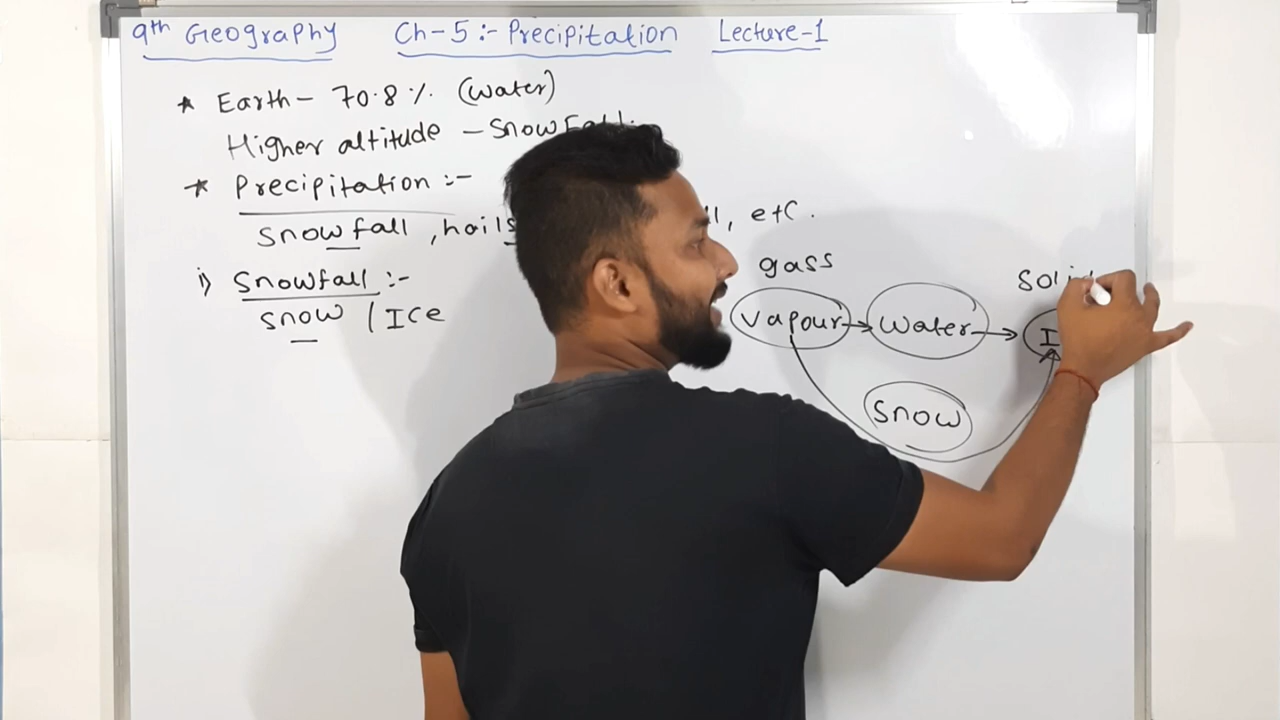 9th Geography Ch-5:- Precipitation Lecture-1
* Earth - 70.8 % (water)
Higher altitude - Snowfall
* Precipitation :-
Snowfall, hails , etc.
i) Snowfall :-
Snow / Ice
gass
Vapour → Water →
Snow